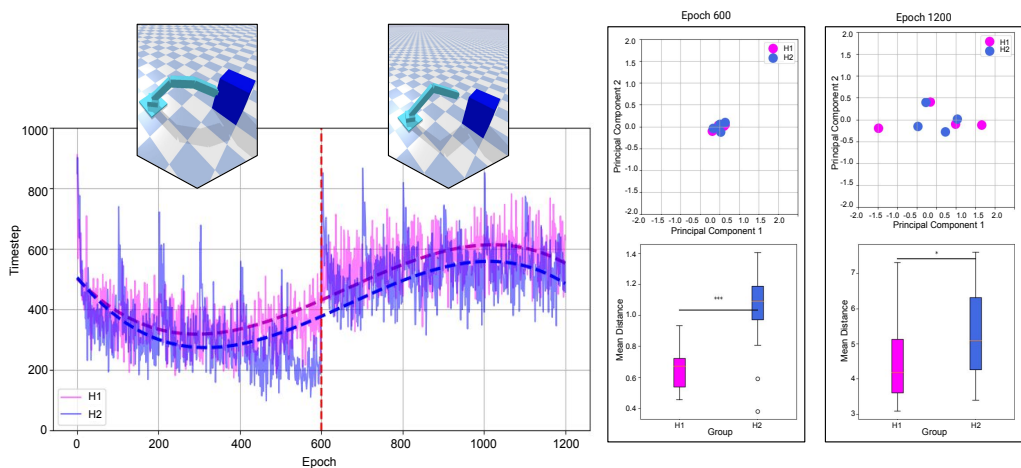 Epoch 600
Epoch 1200
2.0
1.5
1.0
0.5
0.0
-0.5
-1.0
-1.5
-2.0
Principal Component 2
-2.0 -1.5 -1.0 -0.5 0.0 0.5 1.0 1.5 2.0
Principal Component 1
H1
H2
2.0
1.5
1.0
0.5
0.0
-0.5
-1.0
-1.5
2.0
Principal Component 2
-2.0 -1.5 -1.0 -0.5 0.0 0.5 1.0 1.5 2.0
Principal Component 1
H1
H2
1000
800
600
400
200
0
Timestep
0 200 400 600 800 1000 1200
Epoch
H1
H2
1.4
1.2
1.0
0.8
0.6
0.4
Mean Distance
***
H1 H2
Group
7
6
5
4
3
Mean Distance
*
H1 H2
Group